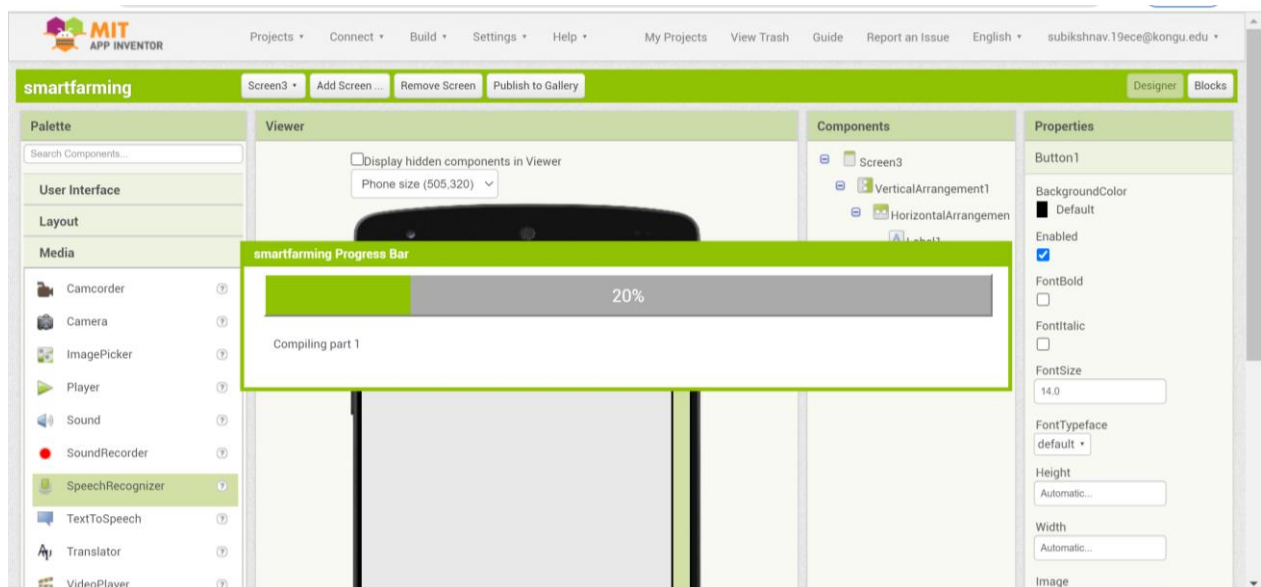 MIT
APP INVENTOR
Projects Connect Build Settings Help My Projects View Trash Guide Report an Issue English subikshnav.19ece@kongu.edu
smartfarming Screen3 Add Screen ... Remove Screen Publish to Gallery Designer Blocks
Palette
Search Components...
User Interface
Layout
Media
Camcorder
Camera
ImagePicker
Player
Sound
SoundRecorder
SpeechRecognizer
TextToSpeech
Translator
VideoPlayer
Viewer
Display hidden components in Viewer
Phone size (505,320)
smartfarming Progress Bar
20%
Compiling part 1
Components
Screen3
VerticalArrangement1
HorizontalArrangemen
Label1
Properties
Button1
BackgroundColor
Default
Enabled
FontBold
FontItalic
FontSize
14.0
FontTypeface
default
Height
Automatic...
Width
Automatic...
Image